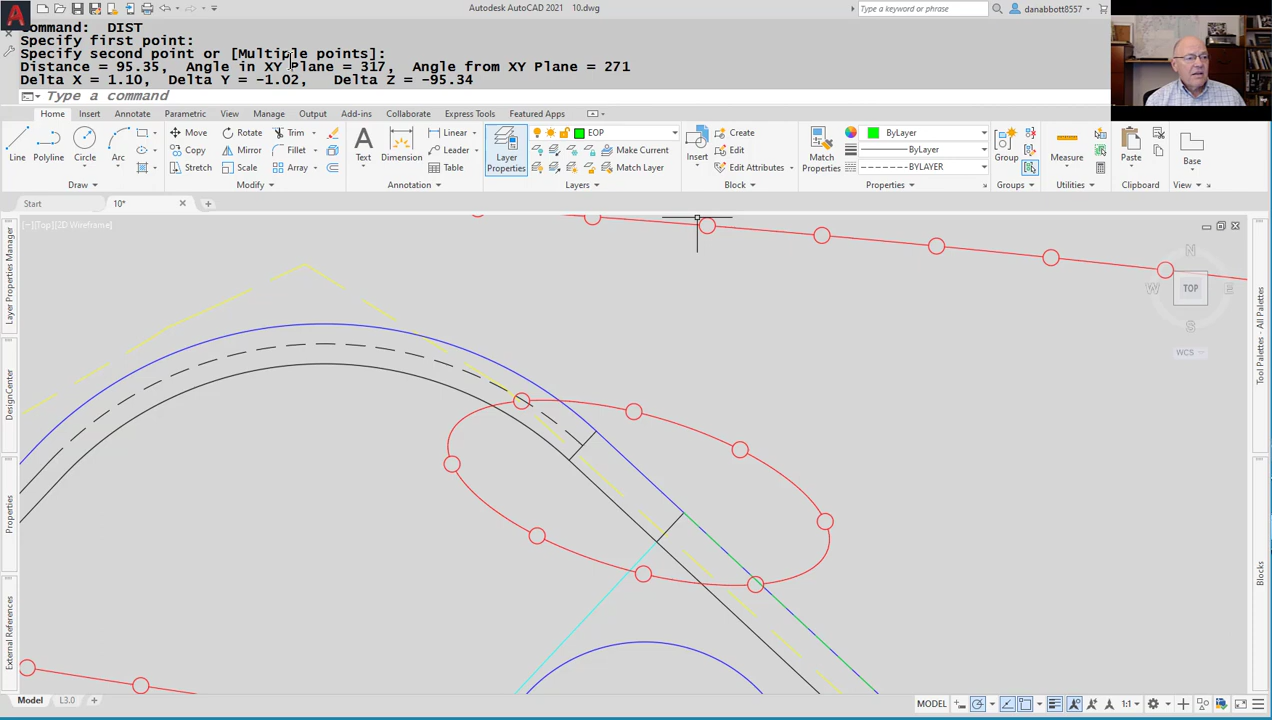 Autodesk AutoCAD 2021 10.dwg
Type a keyword or phrase
danabbott8557
Command: DIST
Specify first point:
Specify second point or [Multiple points]:
Distance = 95.35, Angle in XY Plane = 317, Angle from XY Plane = 271
Delta X = 1.10, Delta Y = -1.02, Delta Z = -95.34
Type a command
Home Insert Annotate Parametric View Manage Output Add-ins Collaborate Express Tools Featured Apps
Line Polyline Circle Arc
Move Rotate Trim
Copy Mirror Fillet
Stretch Scale Array
Text Dimension
Linear
Leader
Table
Layer Properties
EOP
Make Current
Match Layer
Insert
Create
Edit
Edit Attributes
Match Properties
ByLayer
ByLayer
BYLAYER
Group
Measure
Paste
Base
Draw Modify Annotation Layers Block Properties Groups Utilities Clipboard View
Start 10*
[−][Top][2D Wireframe]
N
W TOP E
S
WCS
Layer Properties Manager
DesignCenter
Properties
External References
Tool Palettes - All Palettes
Blocks
Model L3.0
MODEL 1:1